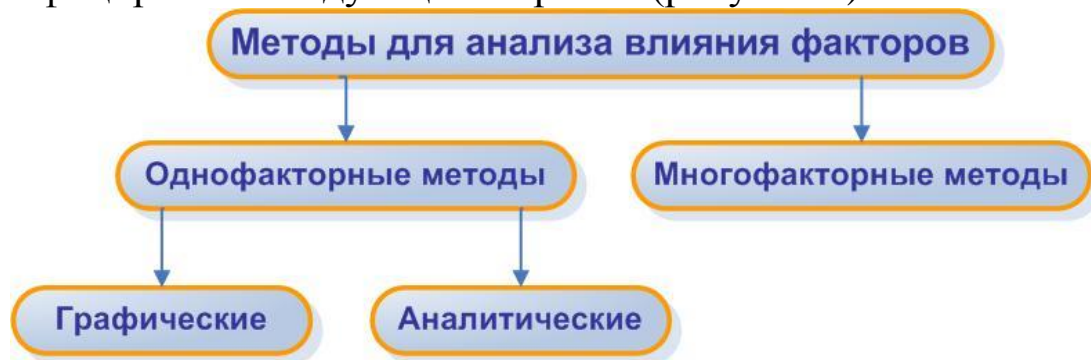 Методы для анализа влияния факторов
Однофакторные методы
Многофакторные методы
Графические
Аналитические